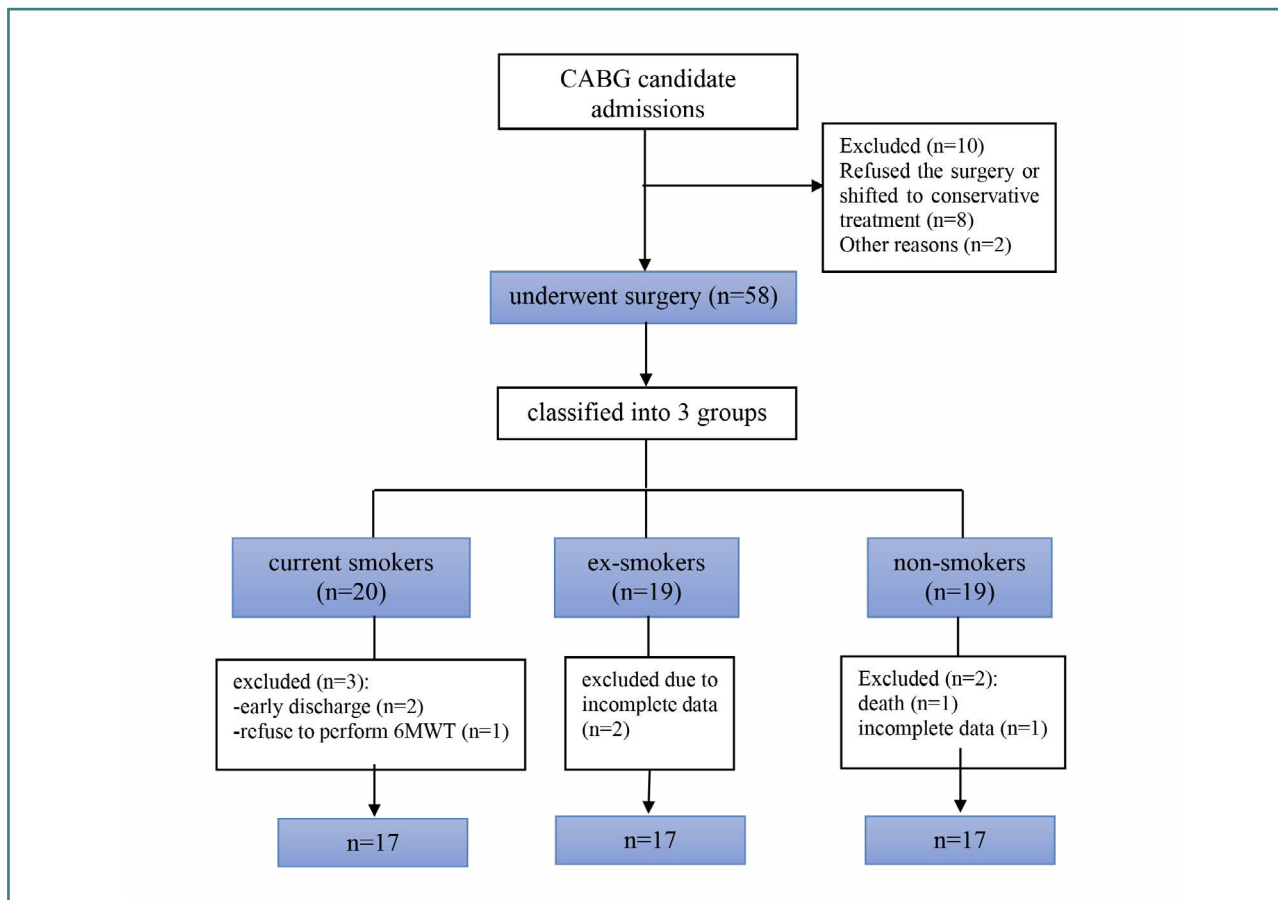 CABG candidate
admissions
Excluded (n=10)
Refused the surgery or
shifted to conservative
treatment (n=8)
Other reasons (n=2)
underwent surgery (n=58)
classified into 3 groups
current smokers
(n=20)
ex-smokers
(n=19)
non-smokers
(n=19)
excluded (n=3):
-early discharge (n=2)
-refuse to perform 6MWT (n=1)
excluded due to
incomplete data
(n=2)
Excluded (n=2):
death (n=1)
incomplete data (n=1)
n=17
n=17
n=17